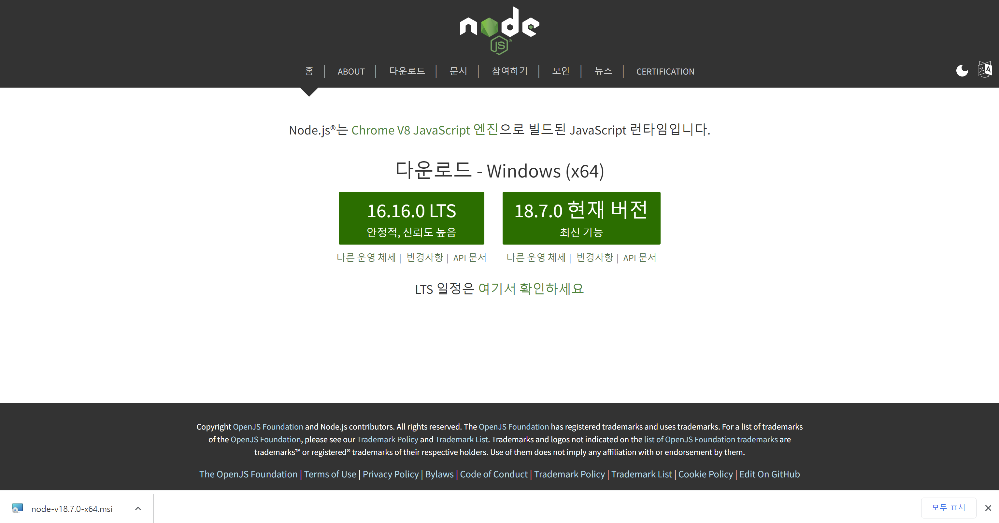 node
JS®
홈 | ABOUT | 다운로드 | 문서 | 참여하기 | 보안 | 뉴스 | CERTIFICATION
Node.js®는 Chrome V8 JavaScript 엔진으로 빌드된 JavaScript 런타임입니다.
다운로드 - Windows (x64)
16.16.0 LTS
안정적, 신뢰도 높음
18.7.0 현재 버전
최신 기능
다른 운영 체제 | 변경사항 | API 문서
다른 운영 체제 | 변경사항 | API 문서
LTS 일정은 여기서 확인하세요
Copyright OpenJS Foundation and Node.js contributors. All rights reserved. The OpenJS Foundation has registered trademarks and uses trademarks. For a list of trademarks
of the OpenJS Foundation, please see our Trademark Policy and Trademark List. Trademarks and logos not indicated on the list of OpenJS Foundation trademarks are
trademarks™ or registered® trademarks of their respective holders. Use of them does not imply any affiliation with or endorsement by them.
The OpenJS Foundation | Terms of Use | Privacy Policy | Bylaws | Code of Conduct | Trademark Policy | Trademark List | Cookie Policy | Edit On GitHub
node-v18.7.0-x64.msi
모두 표시